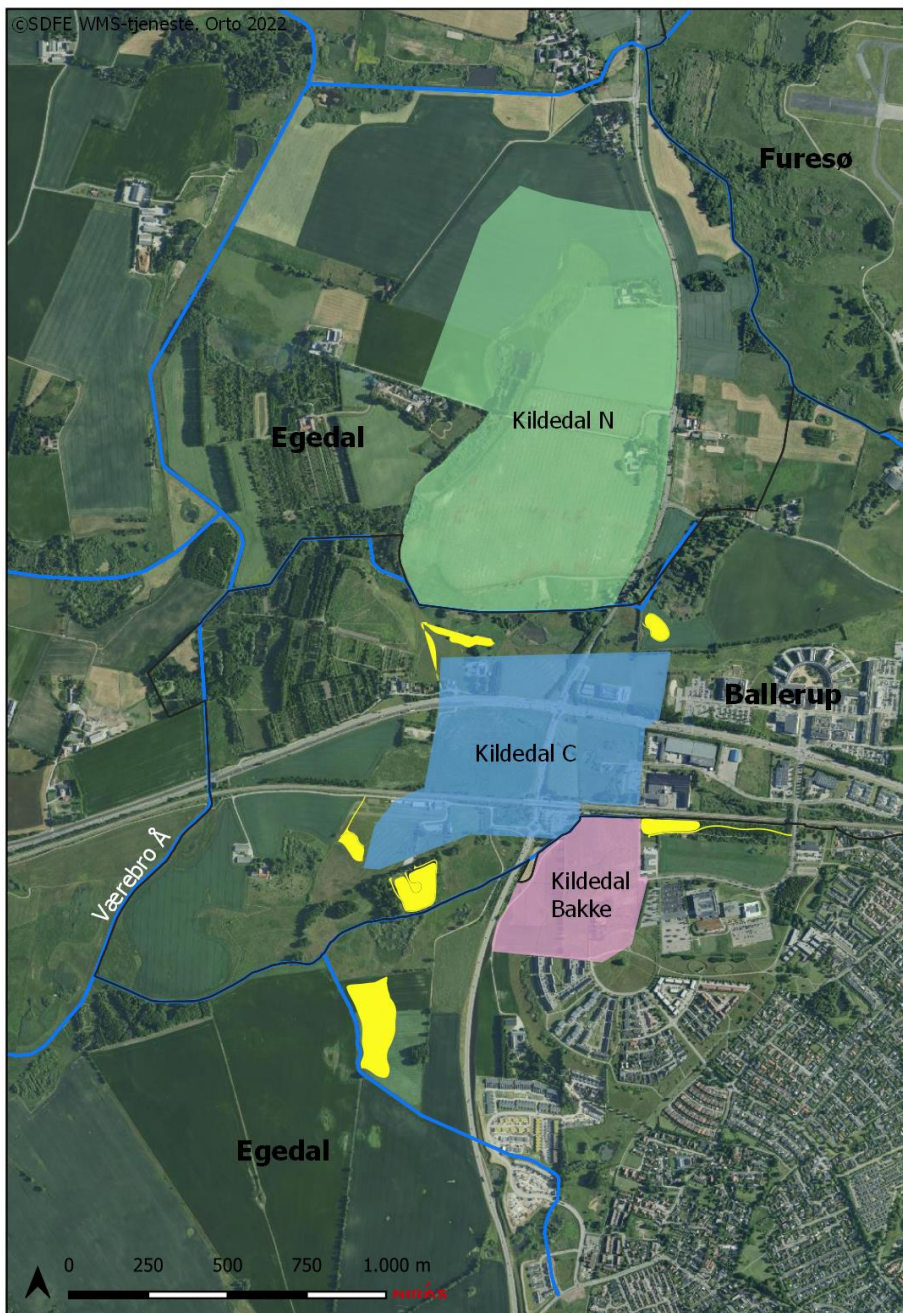 ©SDFE WMS-tjeneste, Orto 2022
Furesø
Kildedal N
Egedal
Ballerup
Kildedal C
Værebro Å
Kildedal
Bakke
Egedal
0 250 500 750 1.000 m
NIRÁS